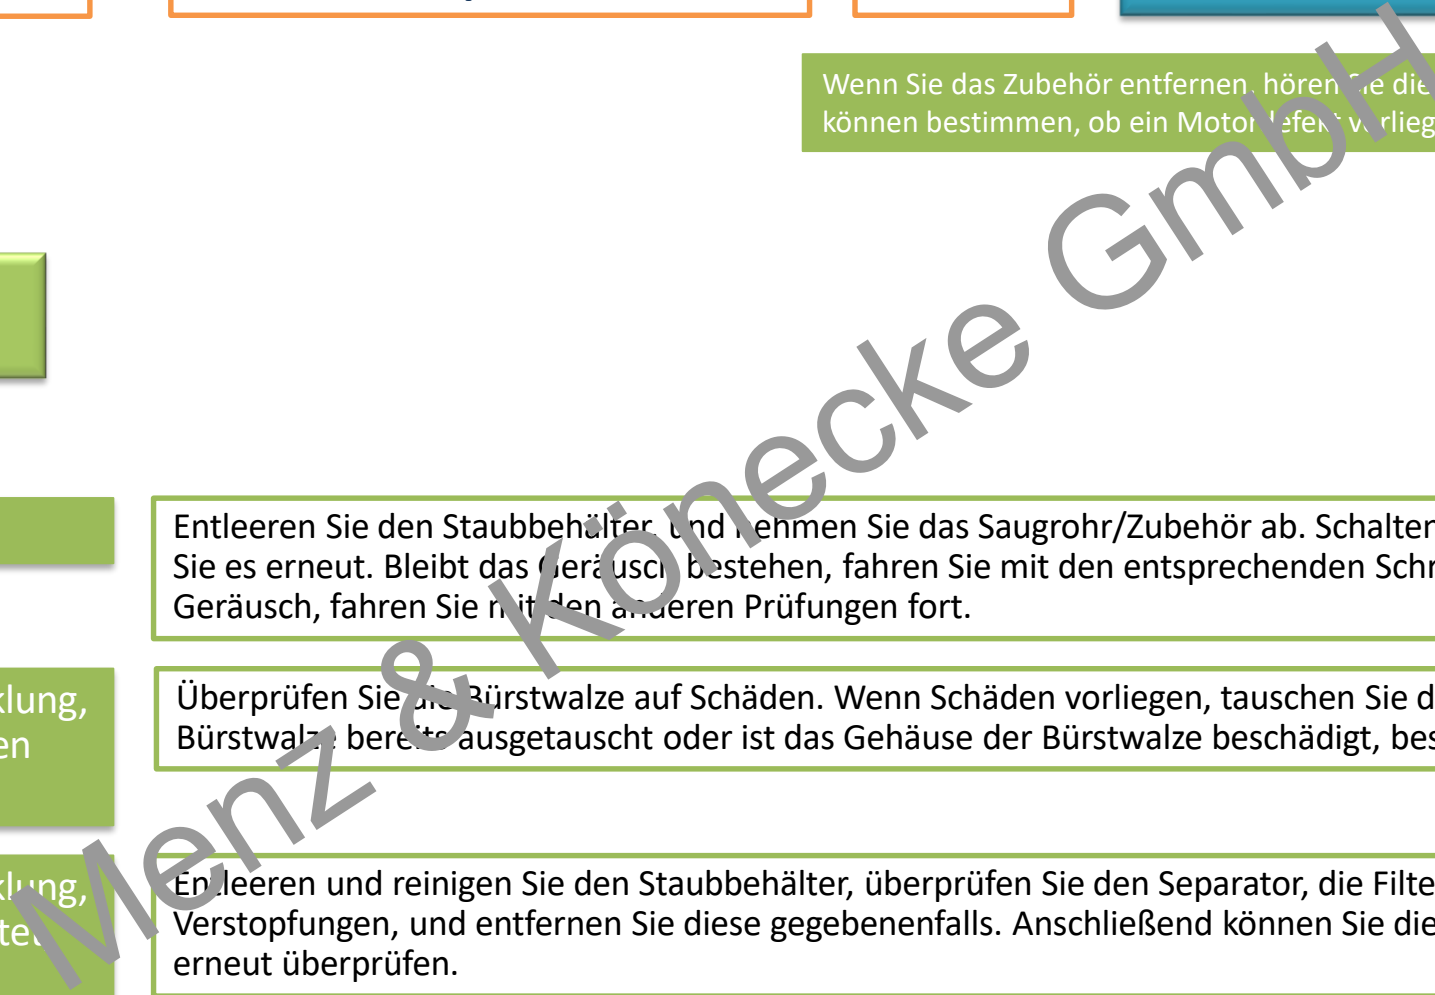 Wenn Sie das Zubehör entfernen, hören Sie die
können bestimmen, ob ein Motordefekt vorlieg
Entleeren Sie den Staubbehälter, und nehmen Sie das Saugrohr/Zubehör ab. Schalten
Sie es erneut. Bleibt das Geräusch bestehen, fahren Sie mit den entsprechenden Schr
Geräusch, fahren Sie mit den anderen Prüfungen fort.
klung,
en
Überprüfen Sie die Bürstwalze auf Schäden. Wenn Schäden vorliegen, tauschen Sie d
Bürstwalze bereits ausgetauscht oder ist das Gehäuse der Bürstwalze beschädigt, bes
klung,
Entleeren und reinigen Sie den Staubbehälter, überprüfen Sie den Separator, die Filte
Verstopfungen, und entfernen Sie diese gegebenenfalls. Anschließend können Sie die
erneut überprüfen.
Menz & Könecke GmbH